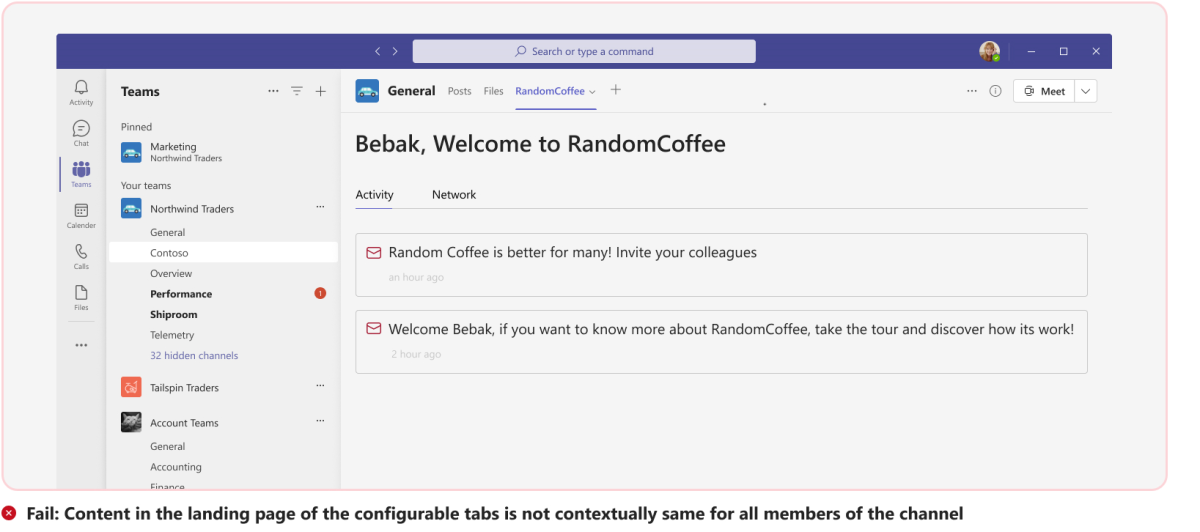 Search or type a command
Activity
Chat
Teams
Calender
Calls
Files
Teams
Pinned
Marketing
Northwind Traders
Your teams
Northwind Traders
General
Contoso
Overview
Performance
1
Shiproom
Telemetry
32 hidden channels
Tailspin Traders
Account Teams
General
Accounting
Finance
General Posts Files RandomCoffee
Meet
Bebak, Welcome to RandomCoffee
Activity Network
Random Coffee is better for many! Invite your colleagues
an hour ago
Welcome Bebak, if you want to know more about RandomCoffee, take the tour and discover how its work!
2 hour ago
Fail: Content in the landing page of the configurable tabs is not contextually same for all members of the channel